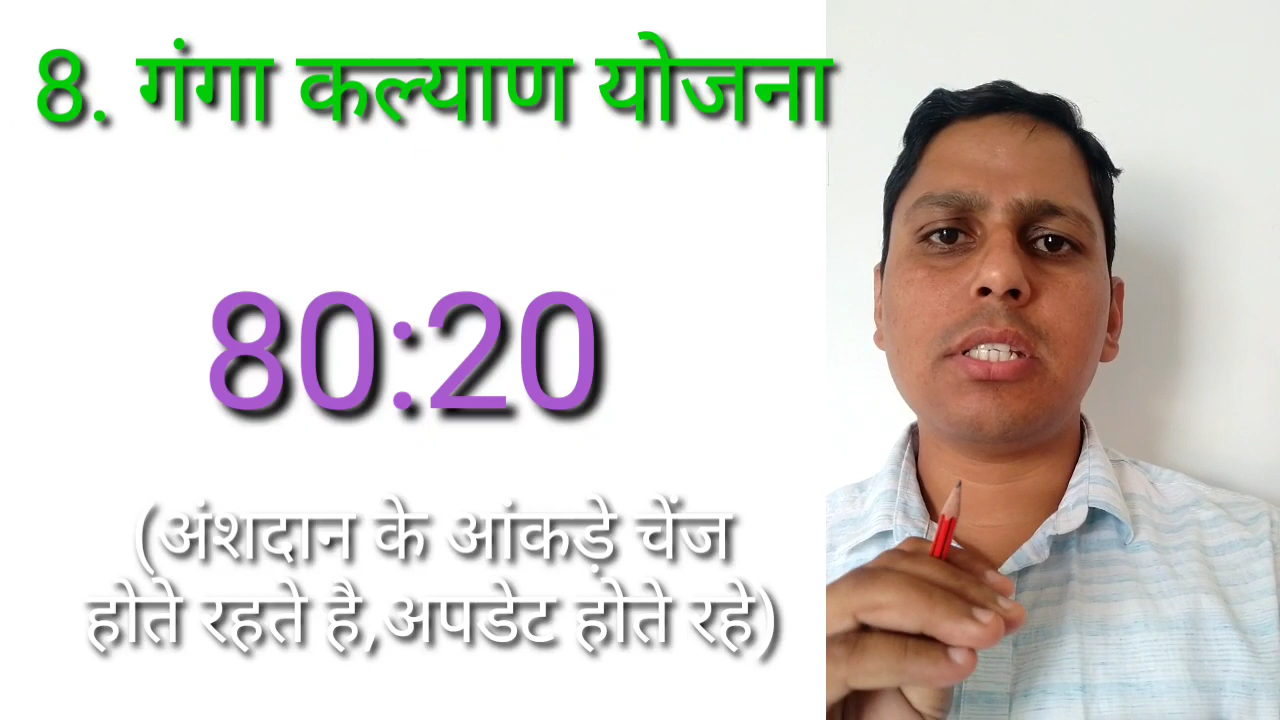 8. गंगा कल्याण योजना
80:20
(अंशदान के आंकड़े चेंज
होते रहते है,अपडेट होते रहे)